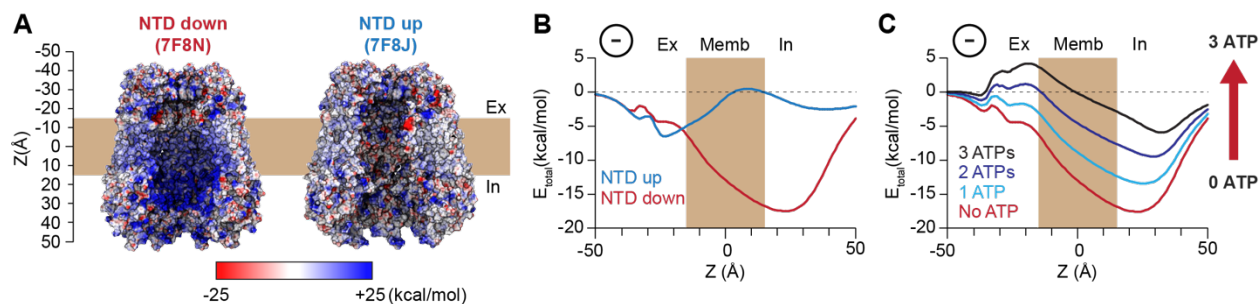 A
NTD down
(7F8N)
NTD up
(7F8J)
Z(Å)
-50
-40
-30
-20
-10
0
10
20
30
40
50
Ex
In
-25
+25 (kcal/mol)
B
−
Ex
Memb
In
E_total(kcal/mol)
5
0
-5
-10
-15
-20
NTD up
NTD down
-50
0
50
Z (Å)
C
−
Ex
Memb
In
E_total(kcal/mol)
5
0
-5
-10
-15
-20
3 ATPs
2 ATPs
1 ATP
No ATP
-50
0
50
Z (Å)
3 ATP
0 ATP